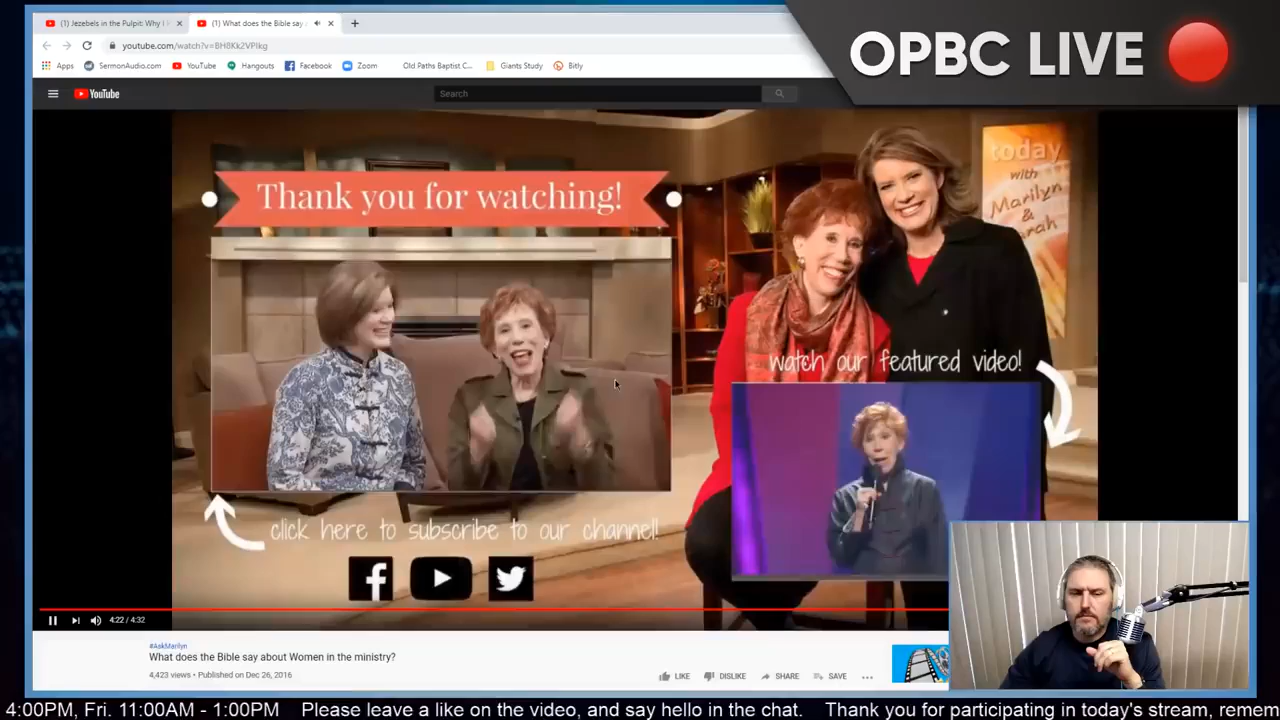 (1) Jezebels in the Pulpit: Why I
(1) What does the Bible say
OPBC LIVE
youtube.com/watch?v=BH8Kk2VPIkg
Apps SermonAudio.com YouTube Hangouts Facebook Zoom Old Paths Baptist C... Giants Study Bitly
YouTube
Search
Thank you for watching!
today
with
Marilyn
&
watch our featured video!
click here to subscribe to our channel!
4:22 / 4:32
#AskMarilyn
What does the Bible say about Women in the ministry?
4,423 views • Published on Dec 26, 2016
LIKE DISLIKE SHARE SAVE
4:00PM, Fri. 11:00AM - 1:00PM Please leave a like on the video, and say hello in the chat. Thank you for participating in today's stream, remem